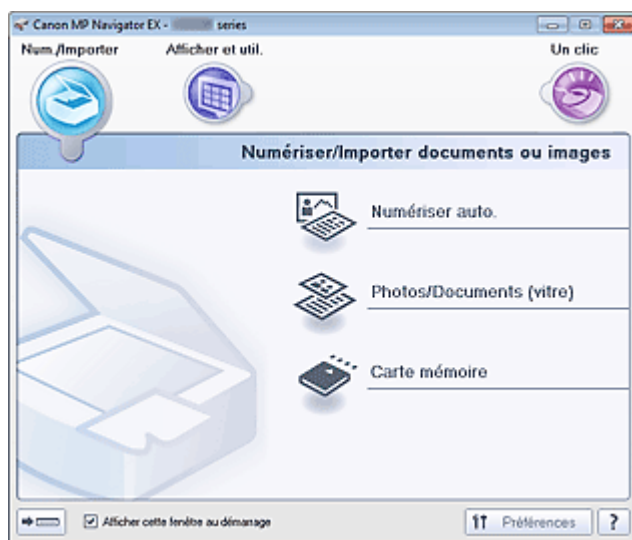 Canon MP Navigator EX - series
Num./Importer Afficher et util. Un clic
Numériser/Importer documents ou images
Numériser auto.
Photos/Documents (vitre)
Carte mémoire
Afficher cette fenêtre au démarrage
Préférences ?